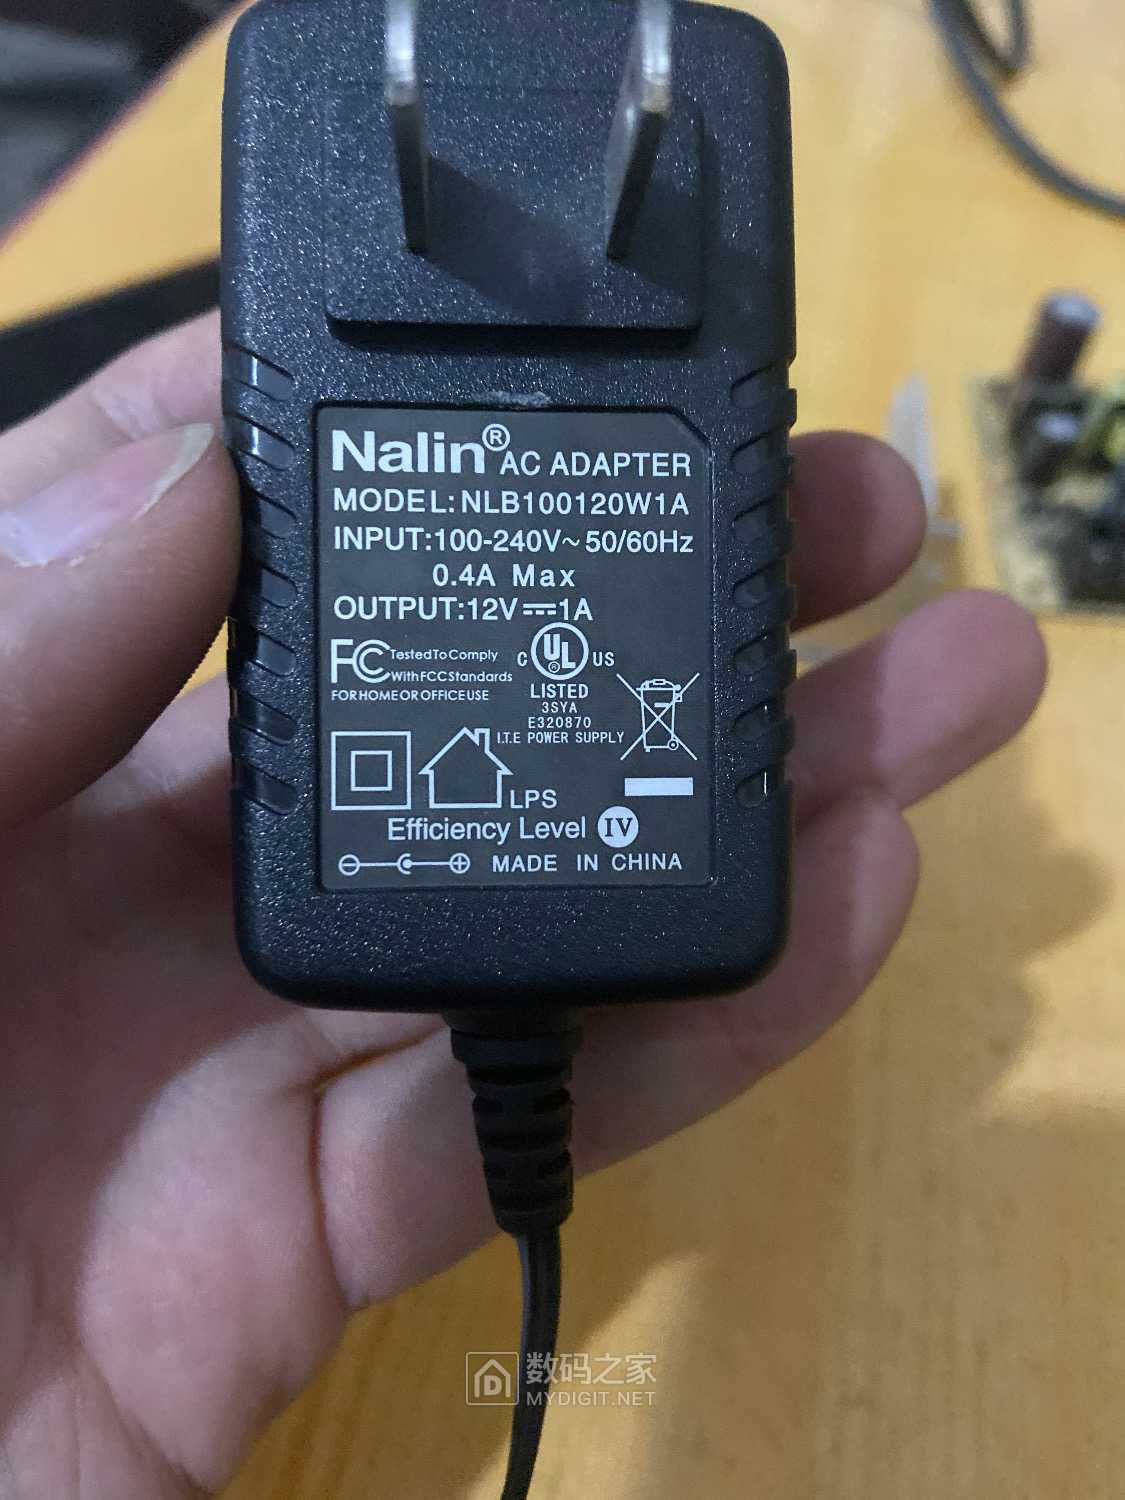 Nalin® AC ADAPTER
MODEL:NLB100120W1A
INPUT:100-240V~50/60Hz
0.4A Max
OUTPUT:12V⎓1A
FC Tested To Comply
With FCC Standards
FOR HOME OR OFFICE USE
C UL® US
LISTED
3SYA
E320870
I.T.E POWER SUPPLY
LPS
Efficiency Level IV
MADE IN CHINA
数码之家
MYDIGIT.NET